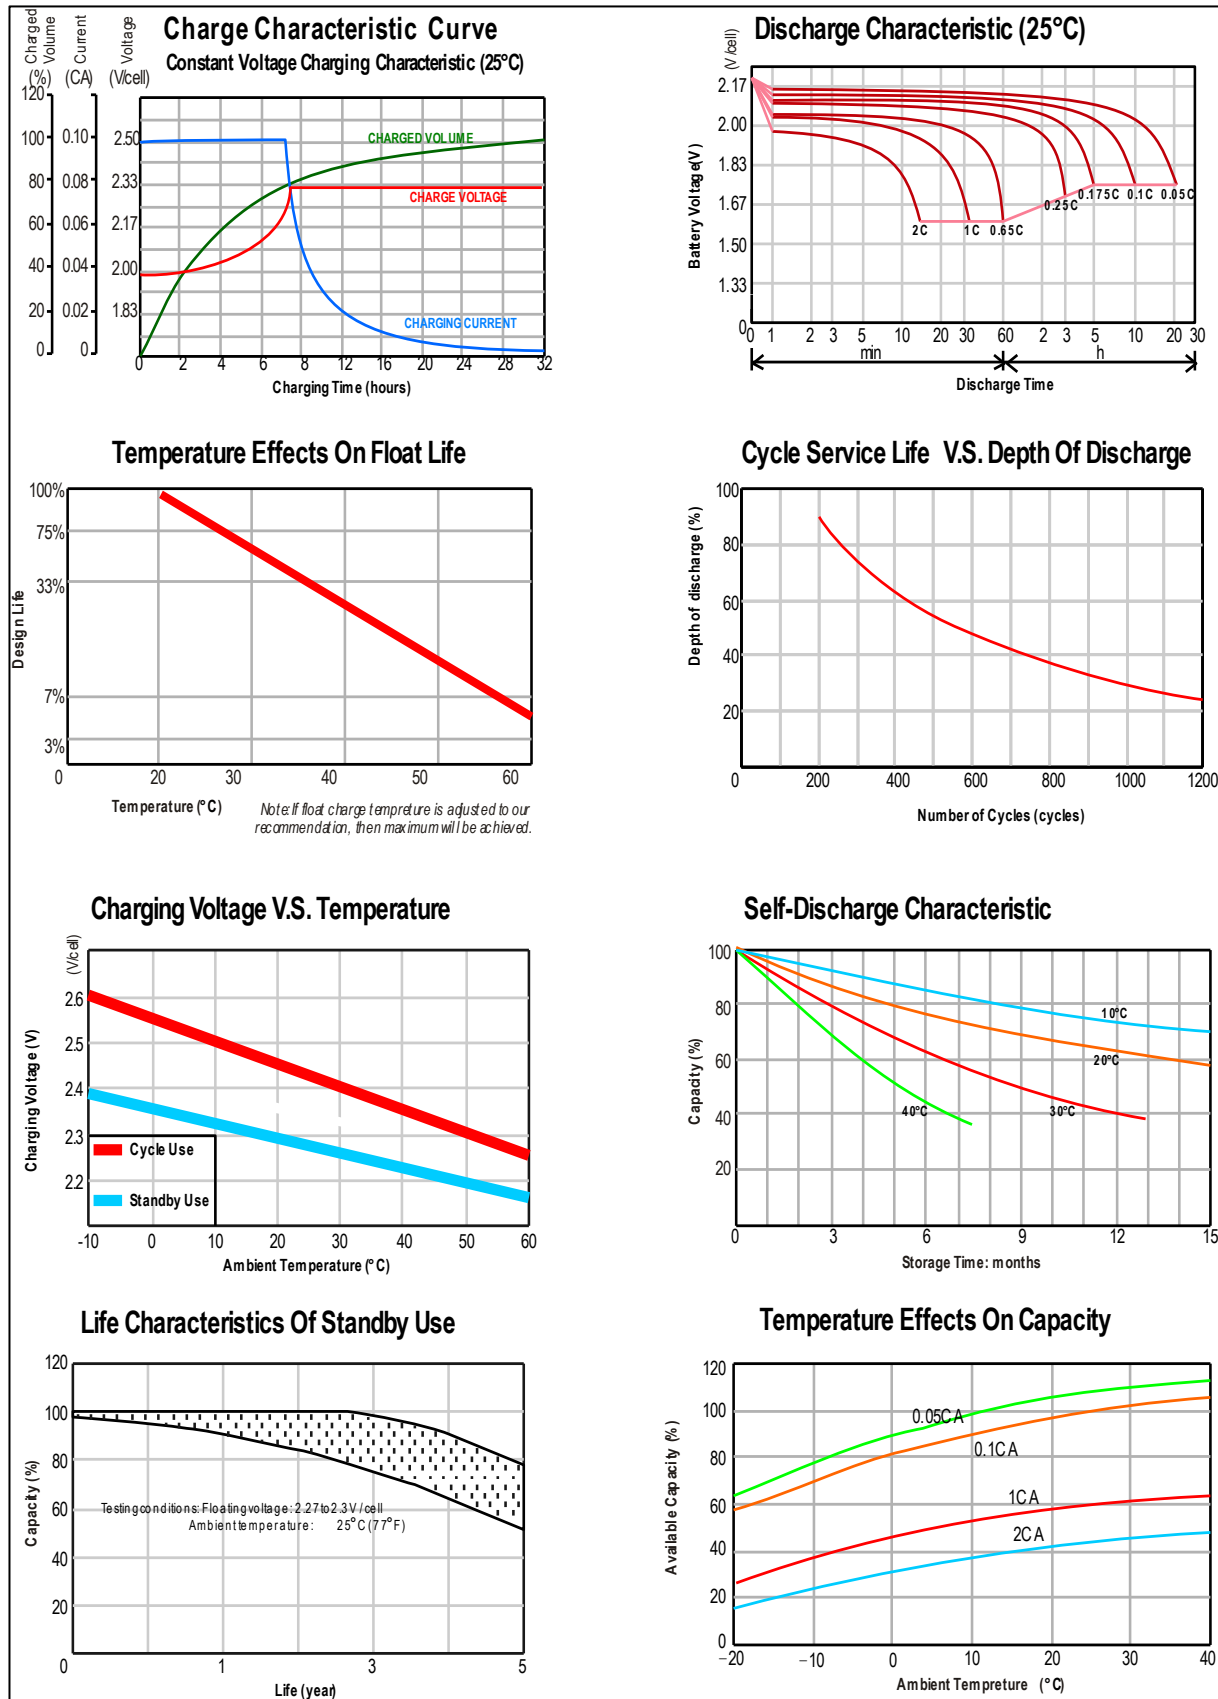 Charge Characteristic Curve
Constant Voltage Charging Characteristic (25°C)
Charged Volume
(%)
Current
(CA)
Voltage
(V/cell)
120
100 0.10 2.50
80 0.08 2.33
60 0.06 2.17
40 0.04 2.00
20 0.02 1.83
0 0
CHARGED VOLUME
CHARGE VOLTAGE
CHARGING CURRENT
0 2 4 6 8 10 12 16 20 24 28 32
Charging Time (hours)
Discharge Characteristic (25°C)
(V/cell)
Battery Voltage(V)
2.17
2.00
1.83
1.67
1.50
1.33
0
2C 1C 0.65C 0.25C 0.175C 0.1C 0.05C
0 1 2 3 5 10 20 30 60 2 3 5 10 20 30
min h
Discharge Time
Temperature Effects On Float Life
Design Life
100%
75%
33%
7%
3%
0 20 30 40 50 60
Temperature (°C)
Note:If float charge tempreture is adjusted to our
recommendation, then maximum will be achieved.
Cycle Service Life V.S. Depth Of Discharge
Depth of discharge (%)
100
80
60
40
20
0 200 400 600 800 1000 1200
Number of Cycles (cycles)
Charging Voltage V.S. Temperature
(V/cell)
Charging Voltage (V)
2.6
2.5
2.4
2.3
2.2
Cycle Use
Standby Use
-10 0 10 20 30 40 50 60
Ambient Temperature (°C)
Self-Discharge Characteristic
Capacity (%)
100
80
60
40
20
10°C
20°C
30°C
40°C
0 3 6 9 12 15
Storage Time: months
Life Characteristics Of Standby Use
Capacity (%)
120
100
80
60
40
20
Testing conditions: Floating voltage: 2.27 to 2.3 V / cell
Ambient temperature: 25°C (77°F)
0 1 3 5
Life (year)
Temperature Effects On Capacity
Available Capacity (%)
120
100
80
60
40
20
0
0.05CA
0.1CA
1CA
2CA
−20 −10 0 10 20 30 40
Ambient Tempreture (°C)